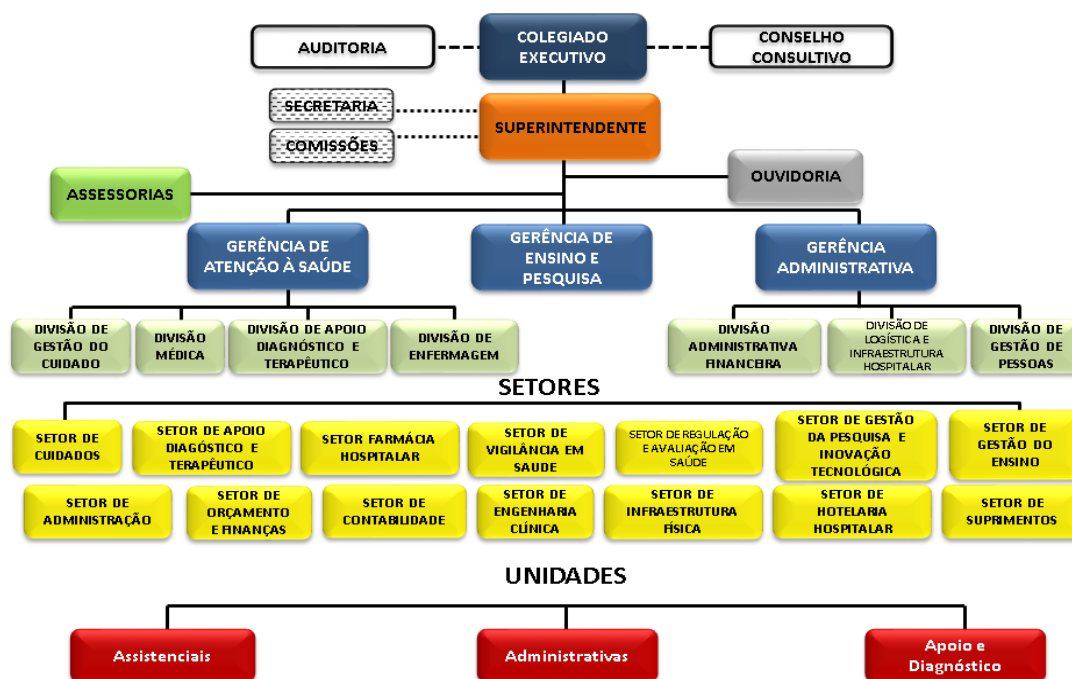 AUDITORIA
COLEGIADO
EXECUTIVO
CONSELHO
CONSULTIVO
SECRETARIA
COMISSÕES
SUPERINTENDENTE
ASSESSORIAS
OUVIDORIA
GERÊNCIA DE
ATENÇÃO À SAÚDE
GERÊNCIA DE
ENSINO E
PESQUISA
GERÊNCIA
ADMINISTRATIVA
DIVISÃO DE
GESTÃO DO
CUIDADO
DIVISÃO
MÉDICA
DIVISÃO DE APOIO
DIAGNÓSTICO E
TERAPÊUTICO
DIVISÃO DE
ENFERMAGEM
DIVISÃO
ADMINISTRATIVA
FINANCEIRA
DIVISÃO DE
LOGÍSTICA E
INFRAESTRUTURA
HOSPITALAR
DIVISÃO DE
GESTÃO DE
PESSOAS
SETORES
SETOR DE
CUIDADOS
SETOR DE APOIO
DIAGÓSTICO E
TERAPÊUTICO
SETOR FARMÁCIA
HOSPITALAR
SETOR DE
VIGILÂNCIA EM
SAUDE
SETOR DE REGULAÇÃO
E AVALIAÇÃO EM
SAÚDE
SETOR DE GESTÃO
DA PESQUISA E
INOVAÇÃO
TECNOLÓGICA
SETOR DE
GESTÃO DO
ENSINO
SETOR DE
ADMINISTRAÇÃO
SETOR DE
ORÇAMENTO
E FINANÇAS
SETOR DE
CONTABILIDADE
SETOR DE
ENGENHARIA
CLÍNICA
SETOR DE
INFRAESTRUTURA
FÍSICA
SETOR DE
HOTELARIA
HOSPITALAR
SETOR DE
SUPRIMENTOS
UNIDADES
Assistenciais
Administrativas
Apoio e
Diagnóstico